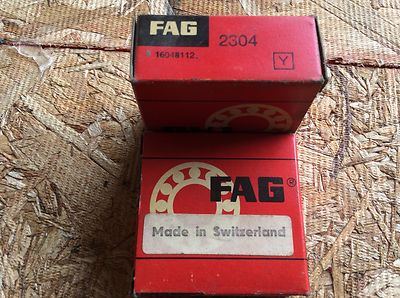 FAG 2304
16048112.
Y
FAG®
Made in Switzerland